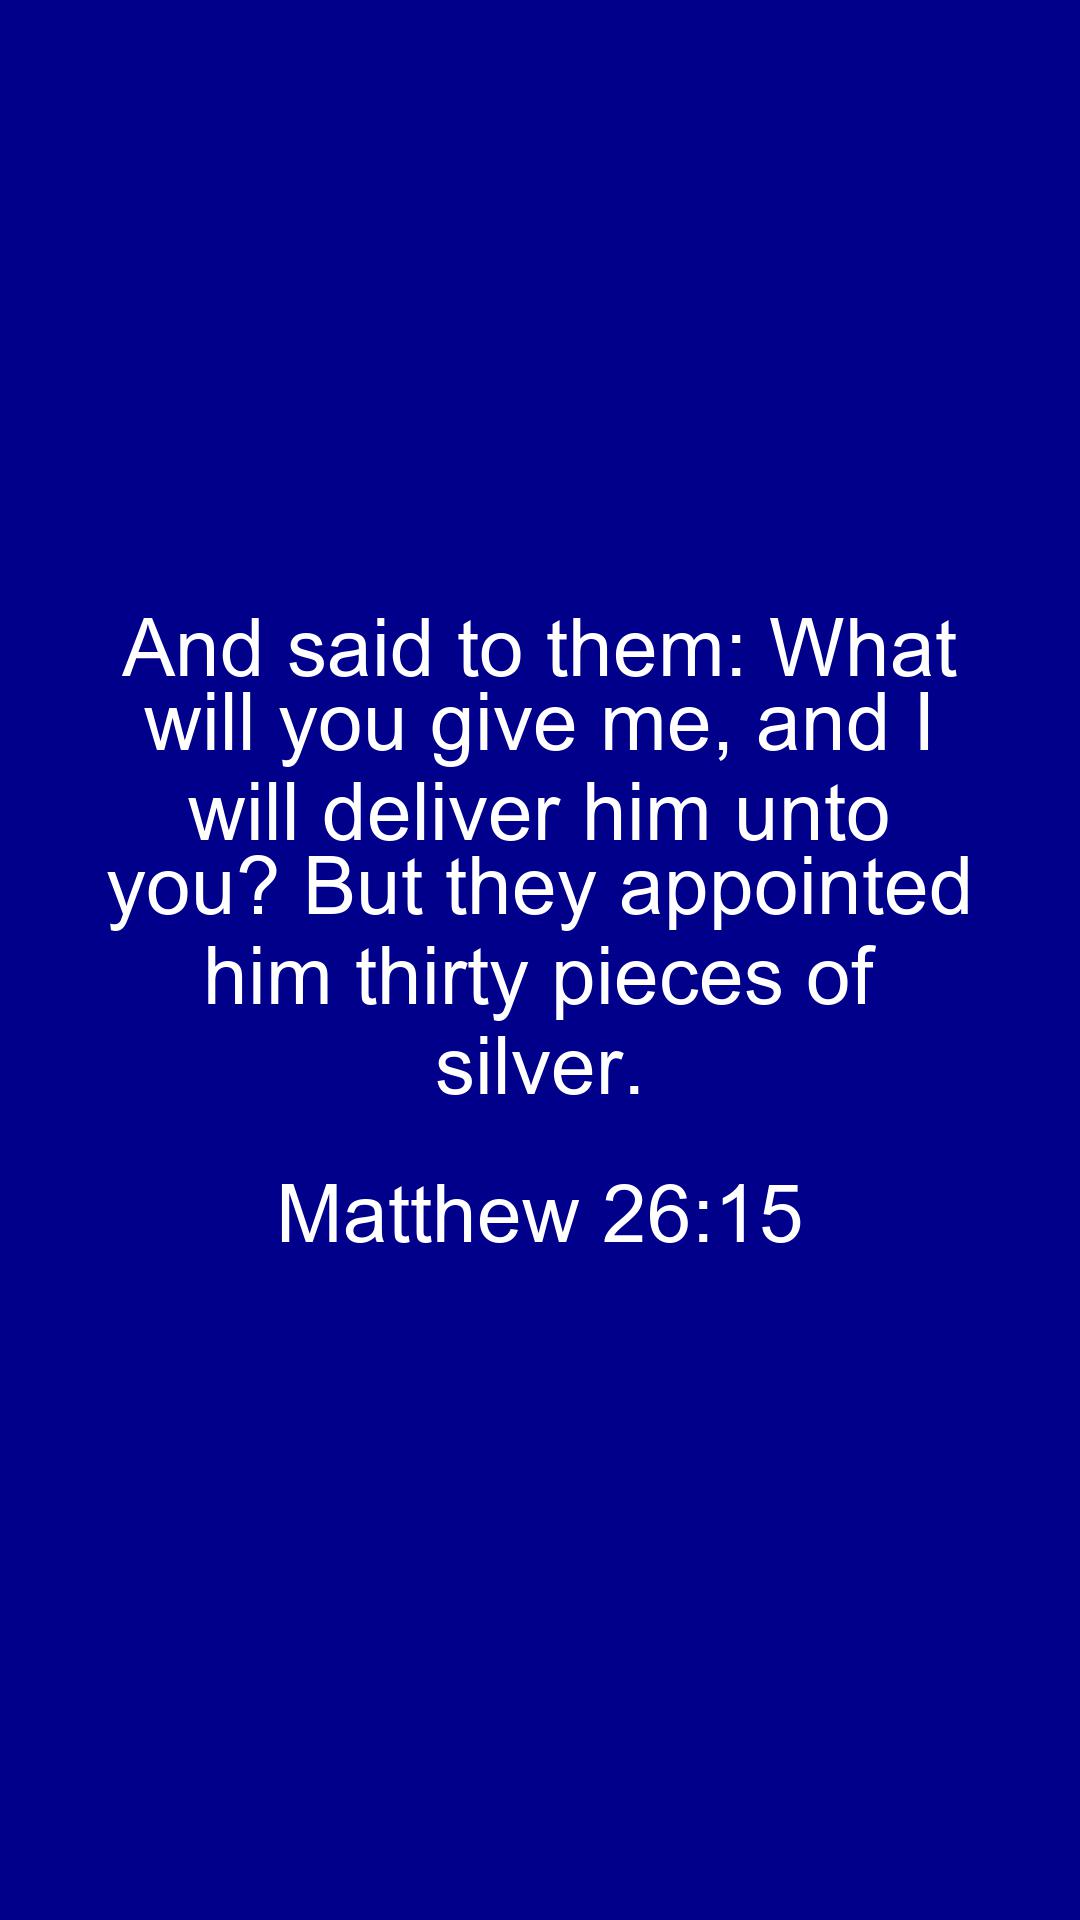 And said to them: What
will you give me, and I
will deliver him unto
you? But they appointed
him thirty pieces of
silver.
Matthew 26:15